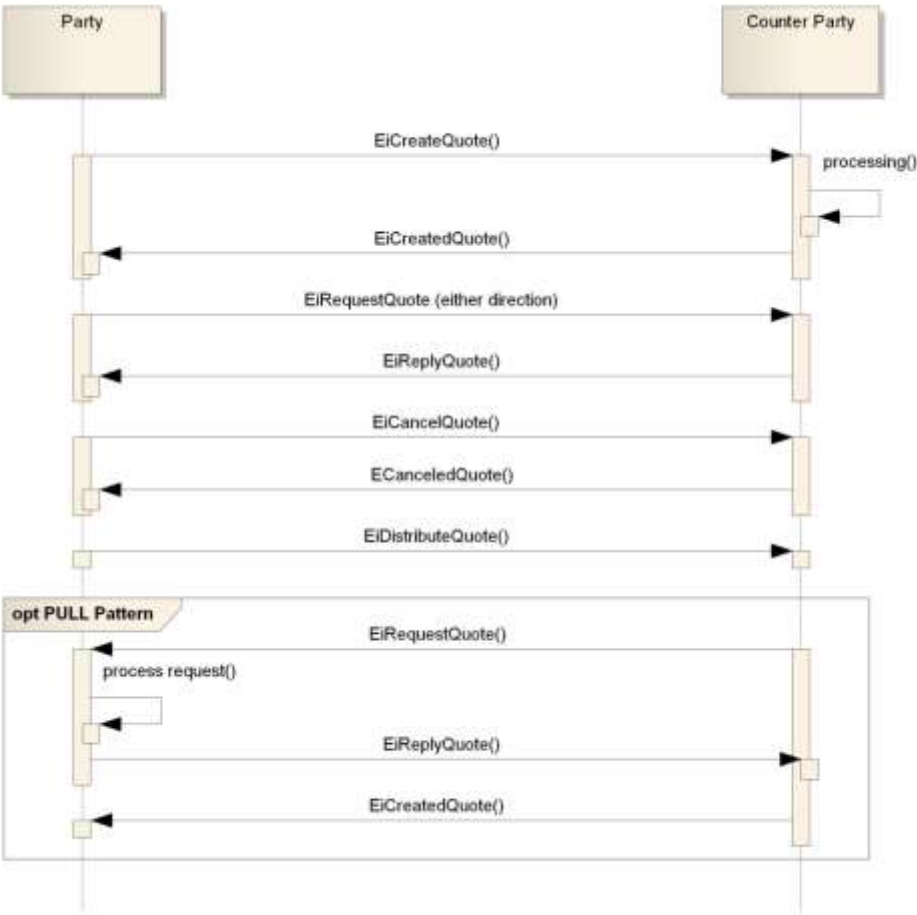 Party
Counter Party
EiCreateQuote()
processing()
EiCreatedQuote()
EiRequestQuote (either direction)
EiReplyQuote()
EiCancelQuote()
ECanceledQuote()
EiDistributeQuote()
opt PULL Pattern
EiRequestQuote()
process request()
EiReplyQuote()
EiCreatedQuote()